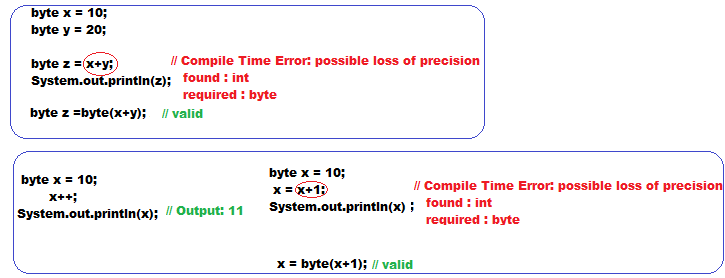 byte x = 10;
byte y = 20;
byte z = x+y; // Compile Time Error: possible loss of precision
System.out.println(z); found : int
required : byte
byte z =byte(x+y); // valid
byte x = 10;
x++;
System.out.println(x); // Output: 11
byte x = 10;
x = x+1; // Compile Time Error: possible loss of precision
System.out.println(x) ; found : int
required : byte
x = byte(x+1); // valid